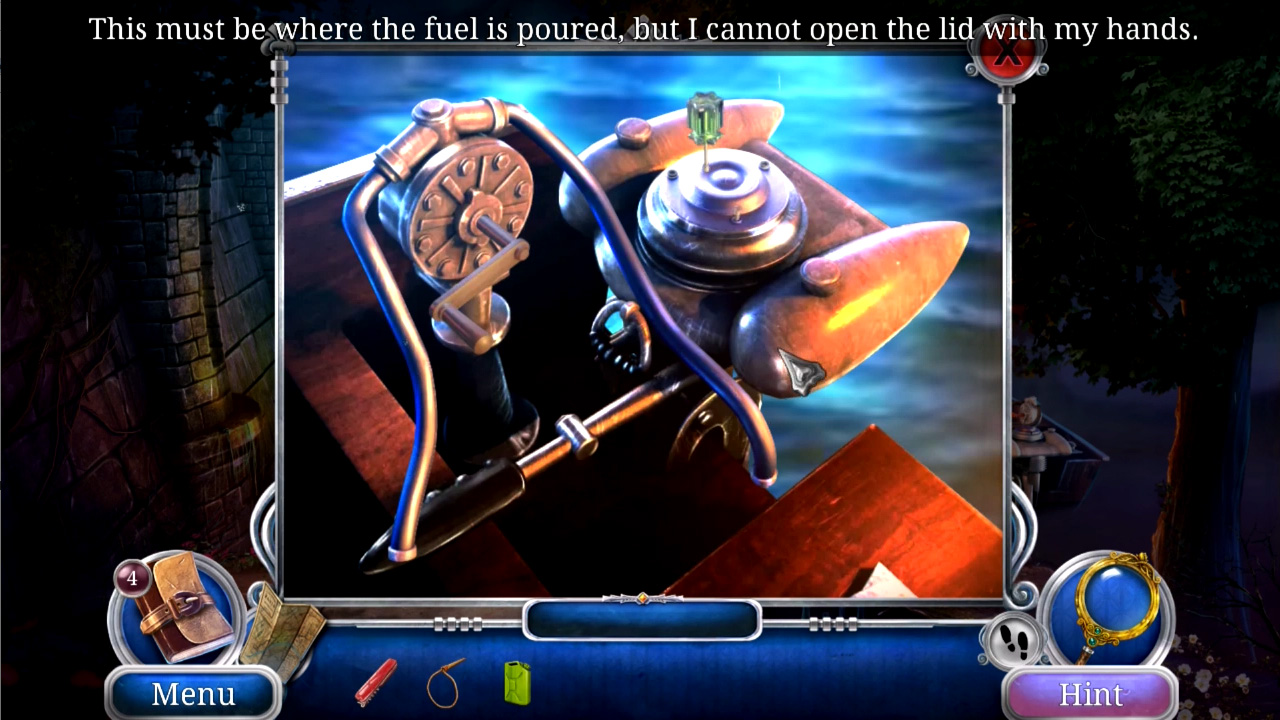 This must be where the fuel is poured, but I cannot open the lid with my hands.
X
4
Menu
Hint